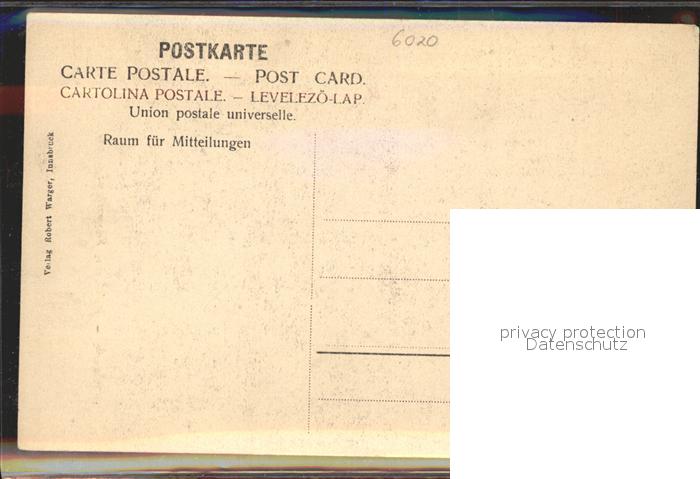 6020
POSTKARTE
CARTE POSTALE. — POST CARD.
CARTOLINA POSTALE. – LEVELEZŐ-LAP.
Union postale universelle.
Raum für Mitteilungen
Verlag Robert Warger, Innsbruck
privacy protection
Datenschutz